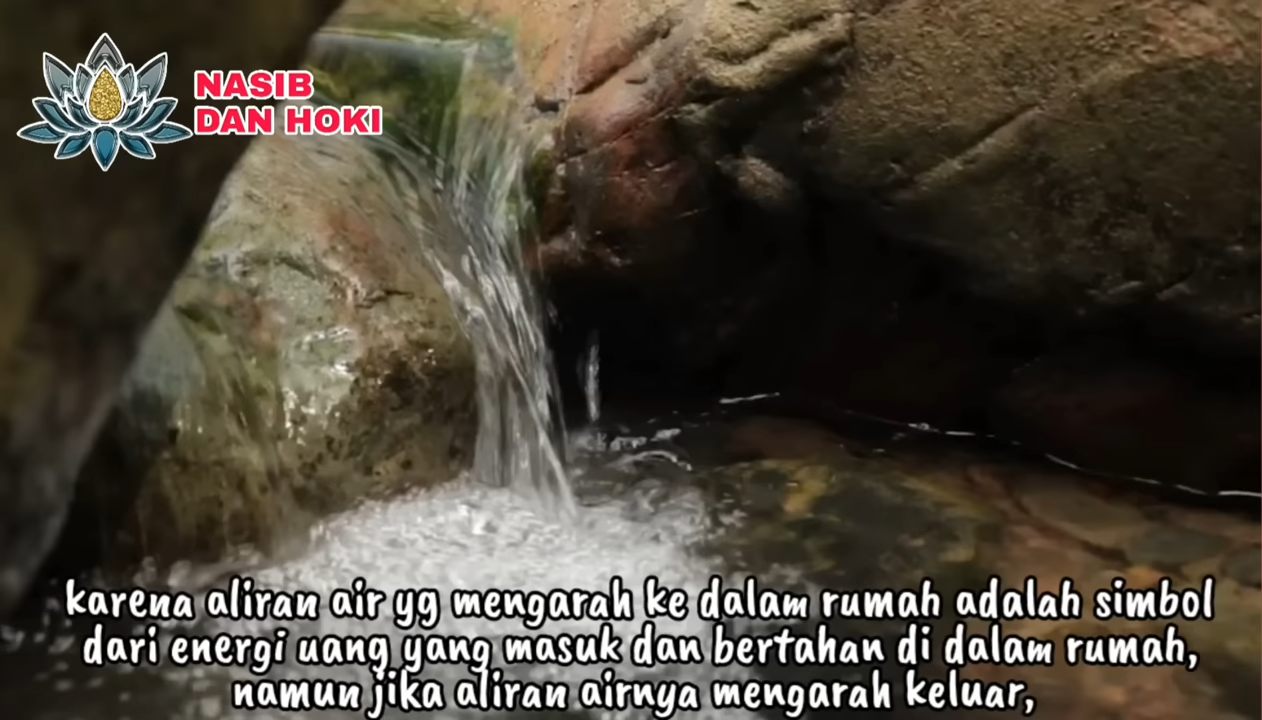 NASIB
DAN HOKI
karena aliran air yg mengarah ke dalam rumah adalah simbol
dari energi uang yang masuk dan bertahan di dalam rumah,
namun jika aliran airnya mengarah keluar,